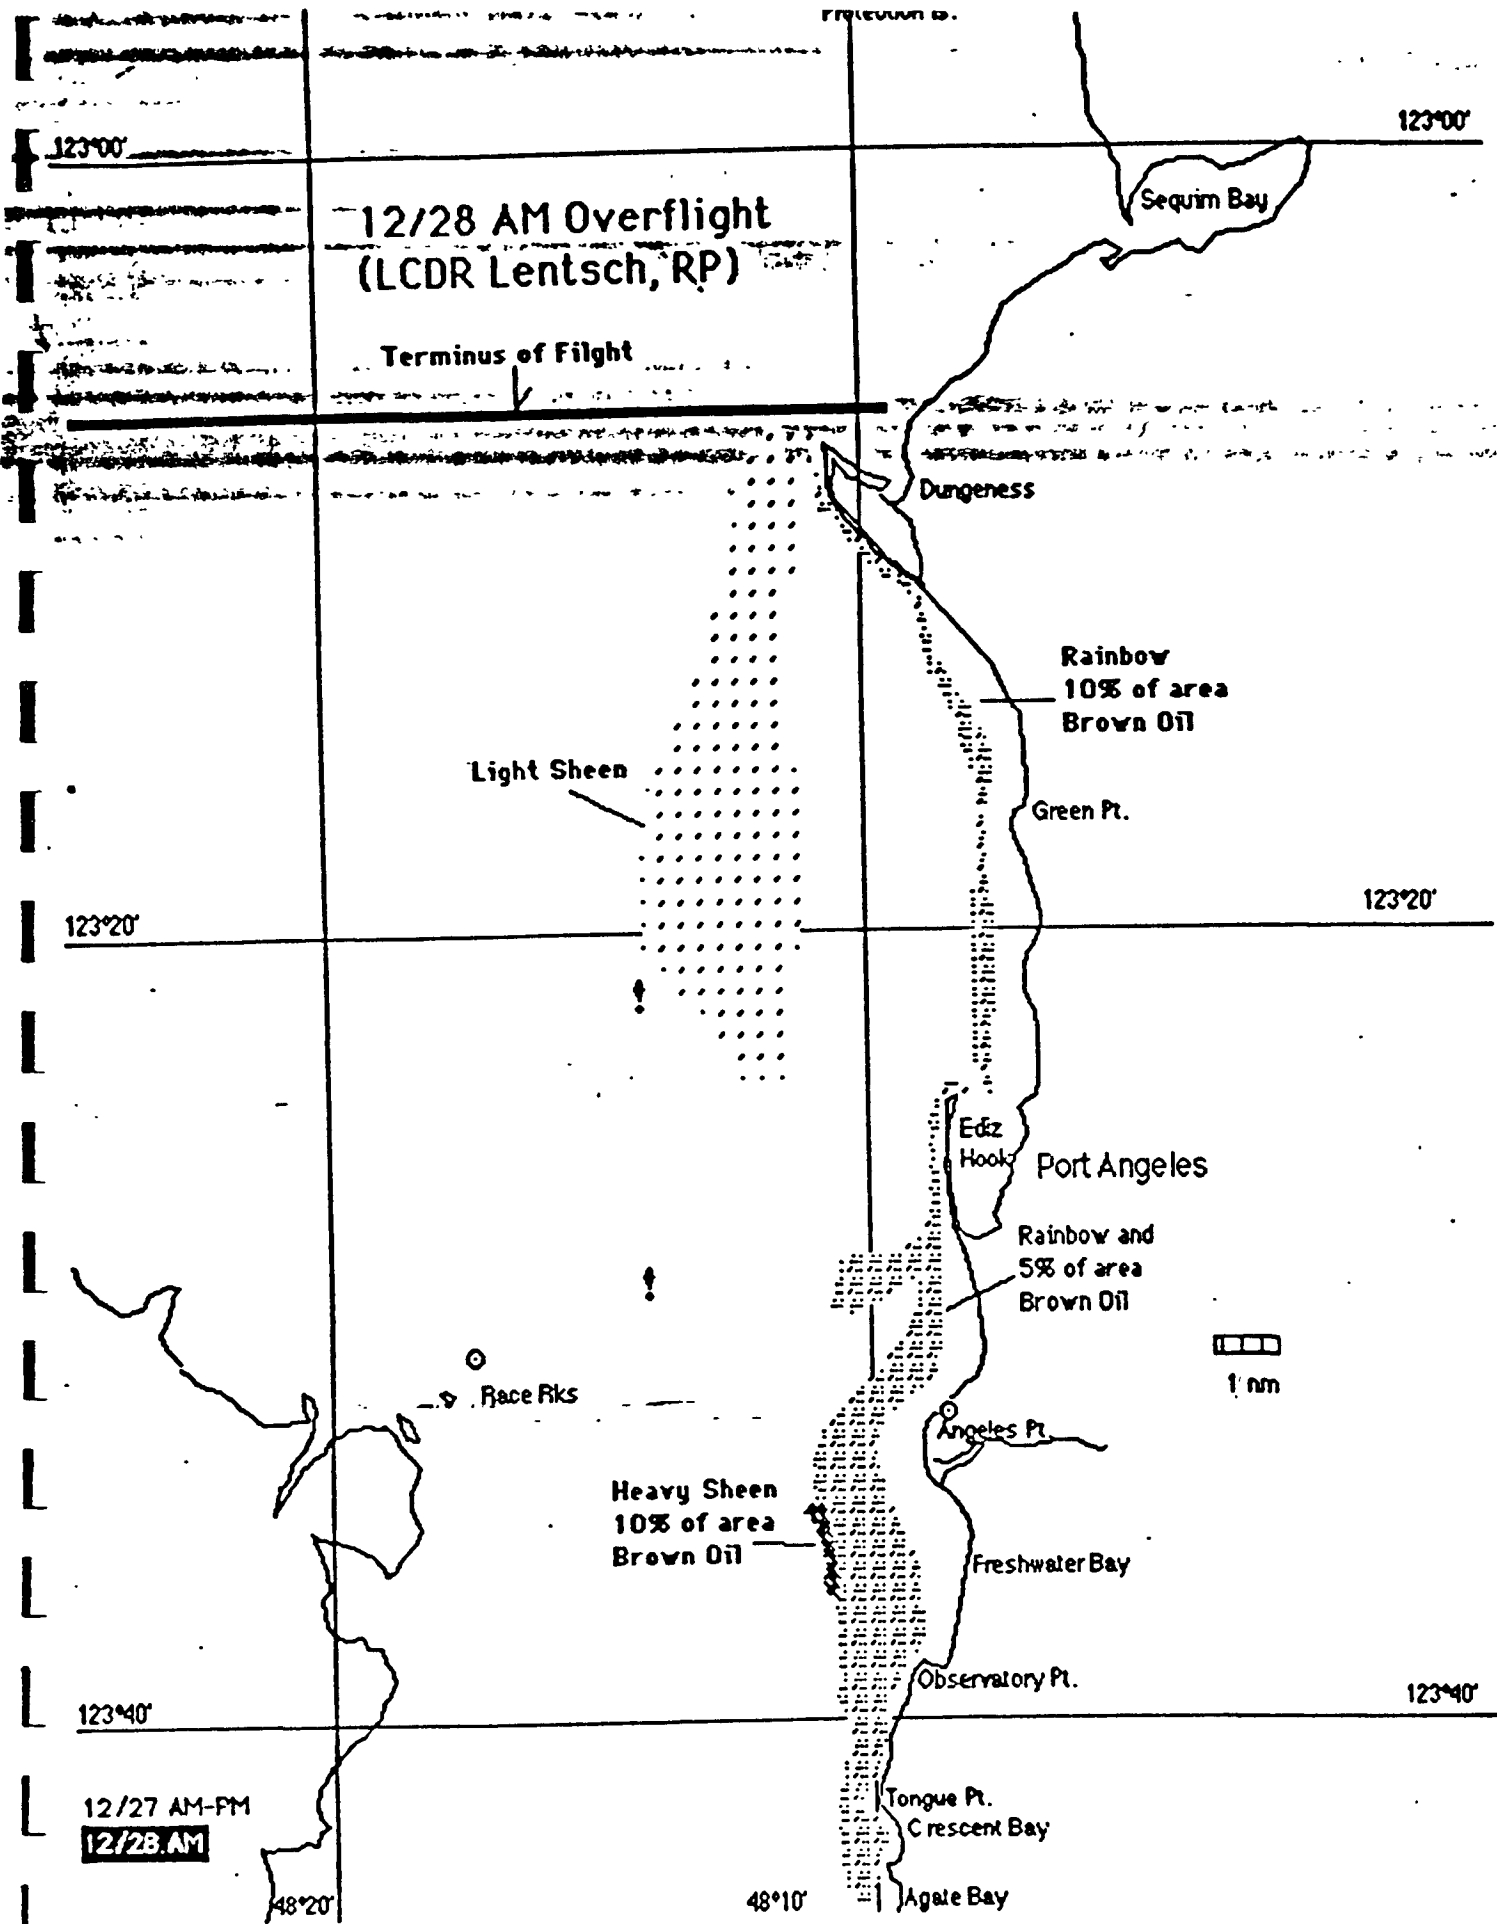 Protection Is.
123°00'
123°00'
Sequim Bay
12/28 AM Overflight
(LCDR Lentsch, RP)
Terminus of Filght
Dungeness
Rainbow
10% of area
Brown Oil
Light Sheen
Green Pt.
123°20'
123°20'
Ediz
Hook
Port Angeles
Rainbow and
5% of area
Brown Oil
1 nm
Race Rks
Angeles Pt.
Heavy Sheen
10% of area
Brown Oil
Freshwater Bay
Observatory Pt.
123°40'
123°40'
Tongue Pt.
Crescent Bay
12/27 AM-PM
12/28 AM
48°20'
48°10'
Agate Bay